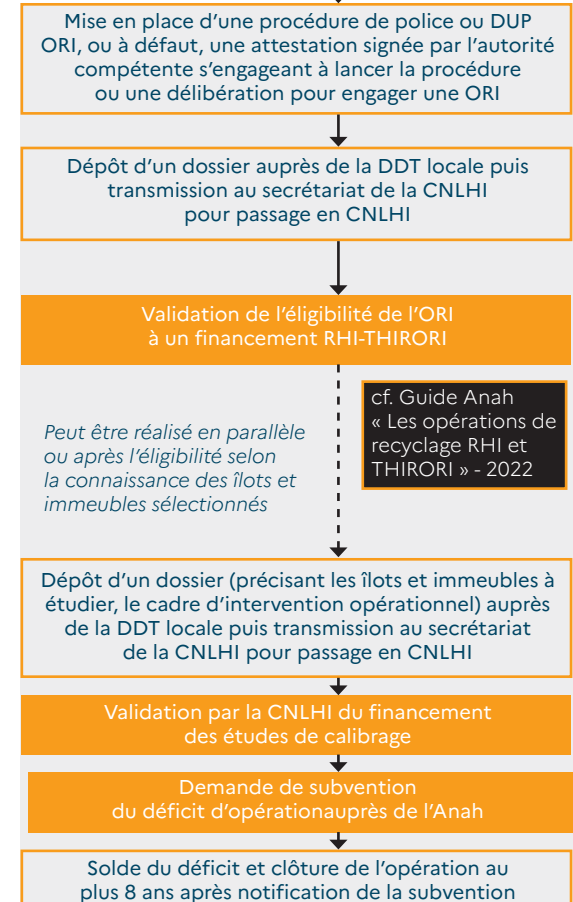 Mise en place d'une procédure de police ou DUP
ORI, ou à défaut, une attestation signée par l'autorité
compétente s'engageant à lancer la procédure
ou une délibération pour engager une ORI
Dépôt d'un dossier auprès de la DDT locale puis
transmission au secrétariat de la CNLHI
pour passage en CNLHI
Validation de l'éligibilité de l'ORI
à un financement RHI-THIRORI
cf. Guide Anah
« Les opérations de
recyclage RHI et
THIRORI » - 2022
Peut être réalisé en parallèle
ou après l'éligibilité selon
la connaissance des îlots et
immeubles sélectionnés
Dépôt d'un dossier (précisant les îlots et immeubles à
étudier, le cadre d'intervention opérationnel) auprès
de la DDT locale puis transmission au secrétariat
de la CNLHI pour passage en CNLHI
Validation par la CNLHI du financement
des études de calibrage
Demande de subvention
du déficit d'opérationauprès de l'Anah
Solde du déficit et clôture de l'opération au
plus 8 ans après notification de la subvention